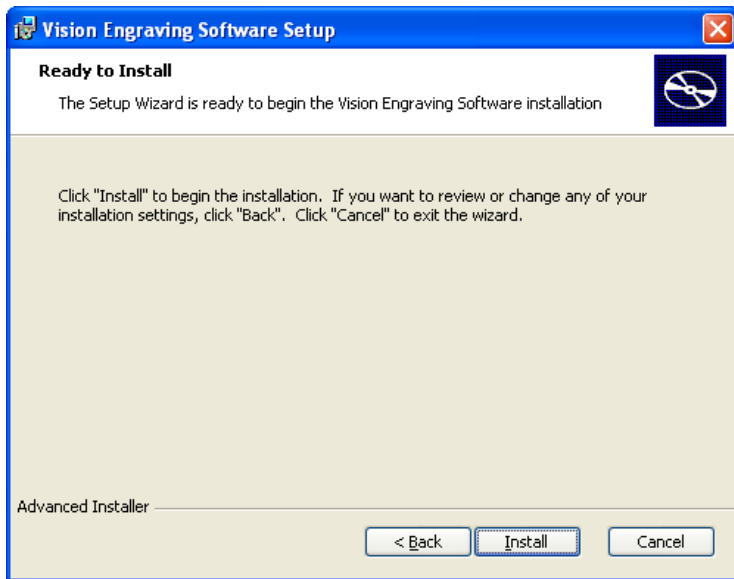 Vision Engraving Software Setup
Ready to Install
The Setup Wizard is ready to begin the Vision Engraving Software installation
Click "Install" to begin the installation.  If you want to review or change any of your
installation settings, click "Back".  Click "Cancel" to exit the wizard.
Advanced Installer
< Back
Install
Cancel